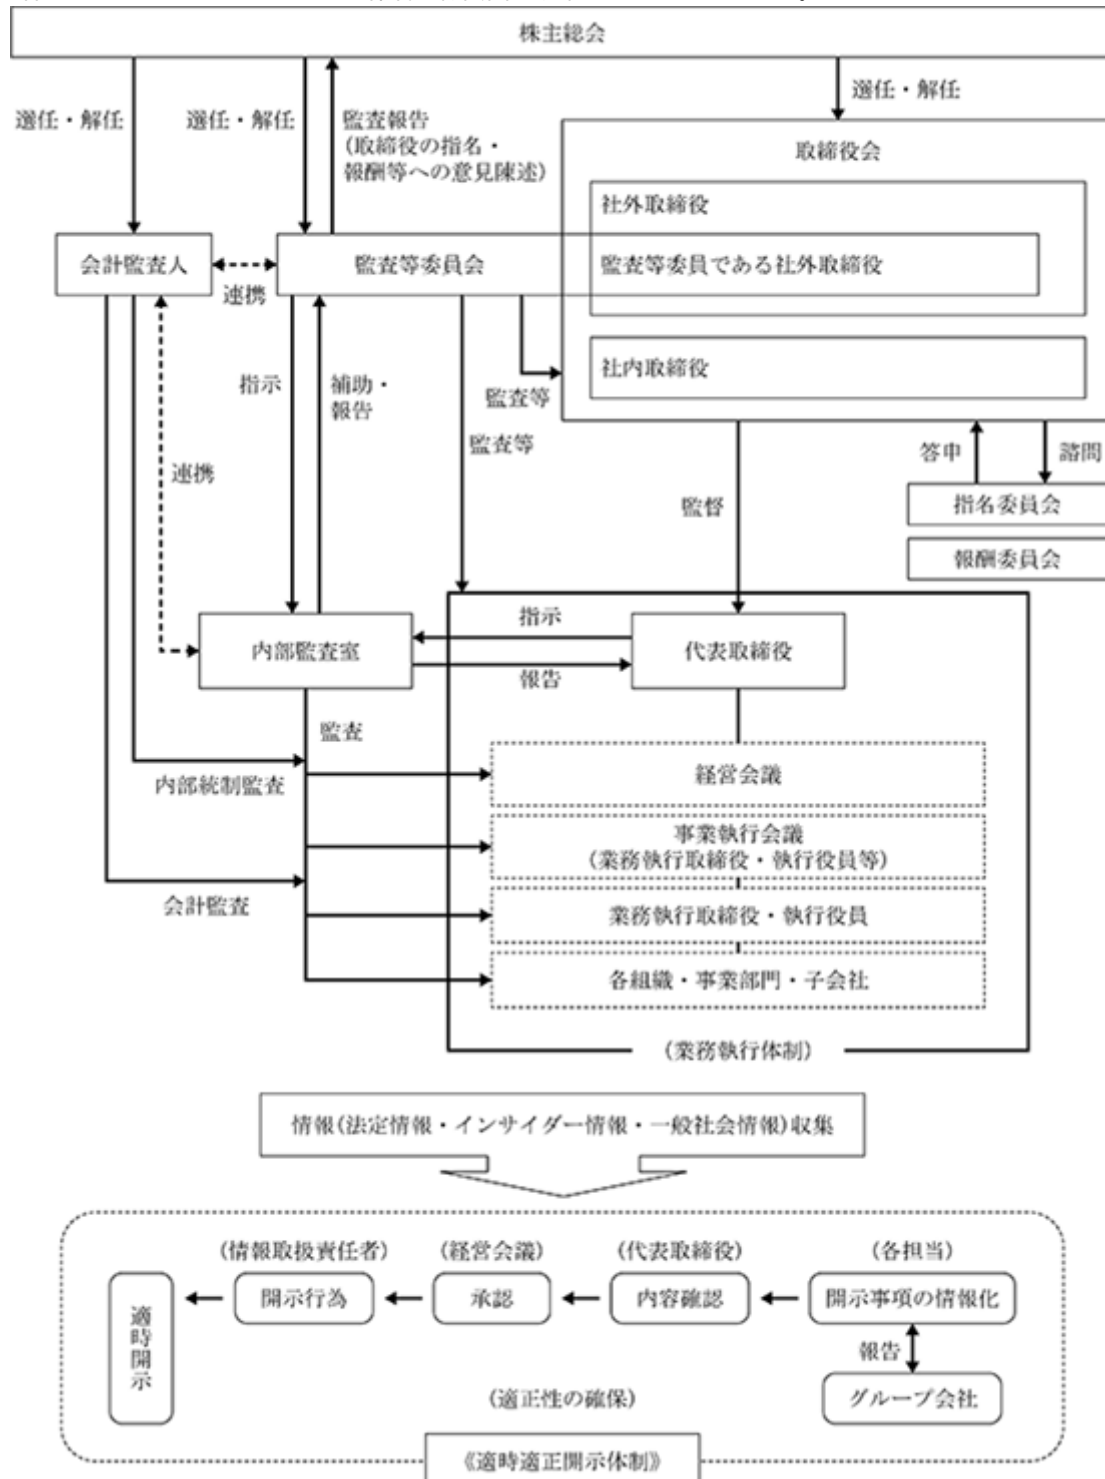 株主総会
選任・解任
選任・解任
監査報告
(取締役の指名・
報酬等への意見陳述)
選任・解任
取締役会
社外取締役
会計監査人
連携
監査等委員会
監査等委員である社外取締役
社内取締役
指示
補助・
報告
監査等
監査等
連携
監督
答申
諮問
指名委員会
報酬委員会
内部監査室
指示
報告
代表取締役
監査
内部統制監査
会計監査
経営会議
事業執行会議
(業務執行取締役・執行役員等)
業務執行取締役・執行役員
各組織・事業部門・子会社
(業務執行体制)
情報(法定情報・インサイダー情報・一般社会情報)収集
(情報取扱責任者)
(経営会議)
(代表取締役)
(各担当)
適時開示
開示行為
承認
内容確認
開示事項の情報化
報告
グループ会社
(適正性の確保)
《適時適正開示体制》